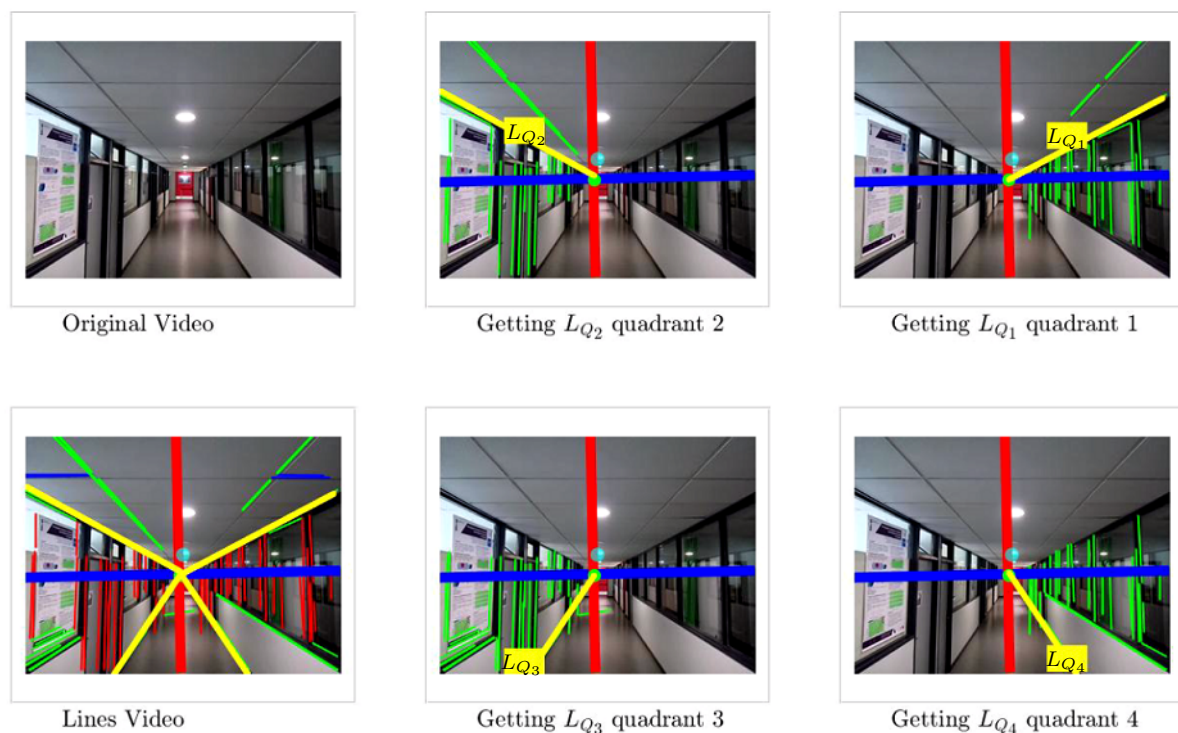 L_{Q_2}
L_{Q_1}
Original Video
Getting L_{Q_2} quadrant 2
Getting L_{Q_1} quadrant 1
L_{Q_3}
L_{Q_4}
Lines Video
Getting L_{Q_3} quadrant 3
Getting L_{Q_4} quadrant 4